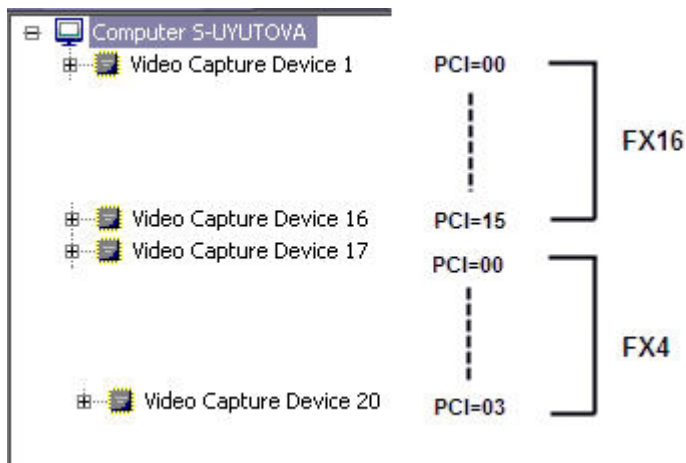 Computer S-UYUTOVA
Video Capture Device 1 PCI=00
FX16
Video Capture Device 16 PCI=15
Video Capture Device 17 PCI=00
FX4
Video Capture Device 20 PCI=03